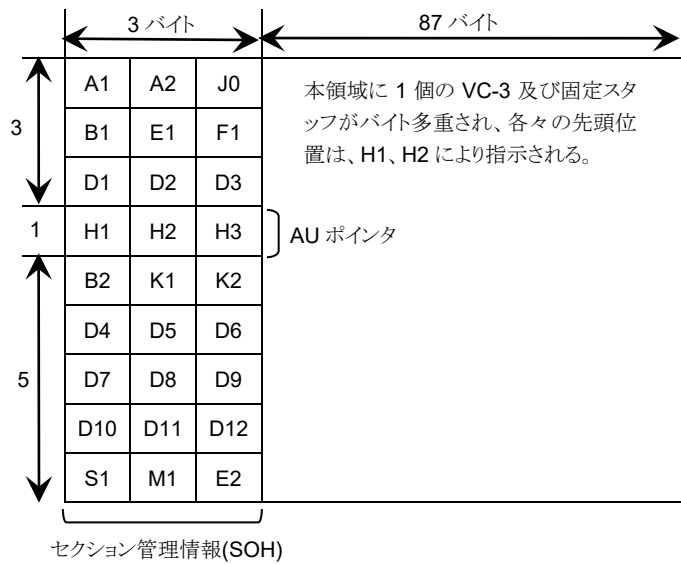 3 バイト 87 バイト
A1 A2 J0
B1 E1 F1
D1 D2 D3
3
本領域に 1 個の VC-3 及び固定スタ
ッフがバイト多重され、各々の先頭位
置は、H1、H2 により指示される。
1
H1 H2 H3
AU ポインタ
B2 K1 K2
D4 D5 D6
5
D7 D8 D9
D10 D11 D12
S1 M1 E2
セクション管理情報(SOH)